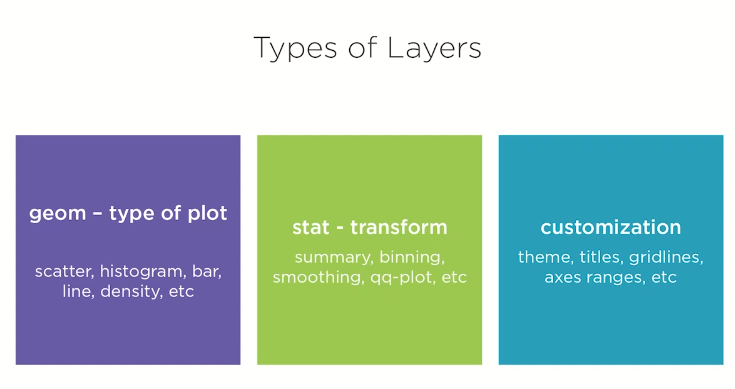 Types of Layers
geom – type of plot
scatter, histogram, bar,
line, density, etc
stat - transform
summary, binning,
smoothing, qq-plot, etc
customization
theme, titles, gridlines,
axes ranges, etc